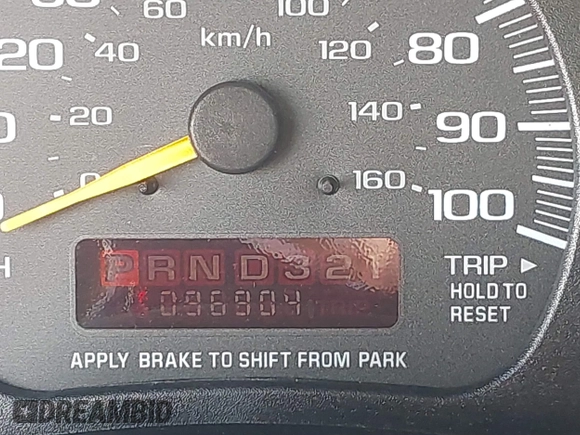 60 100
20 40 km/h 120 80
20 140 90
0 160 100
PRND321 TRIP ▶
096904 HOLD TO
RESET
APPLY BRAKE TO SHIFT FROM PARK
DREAMBID